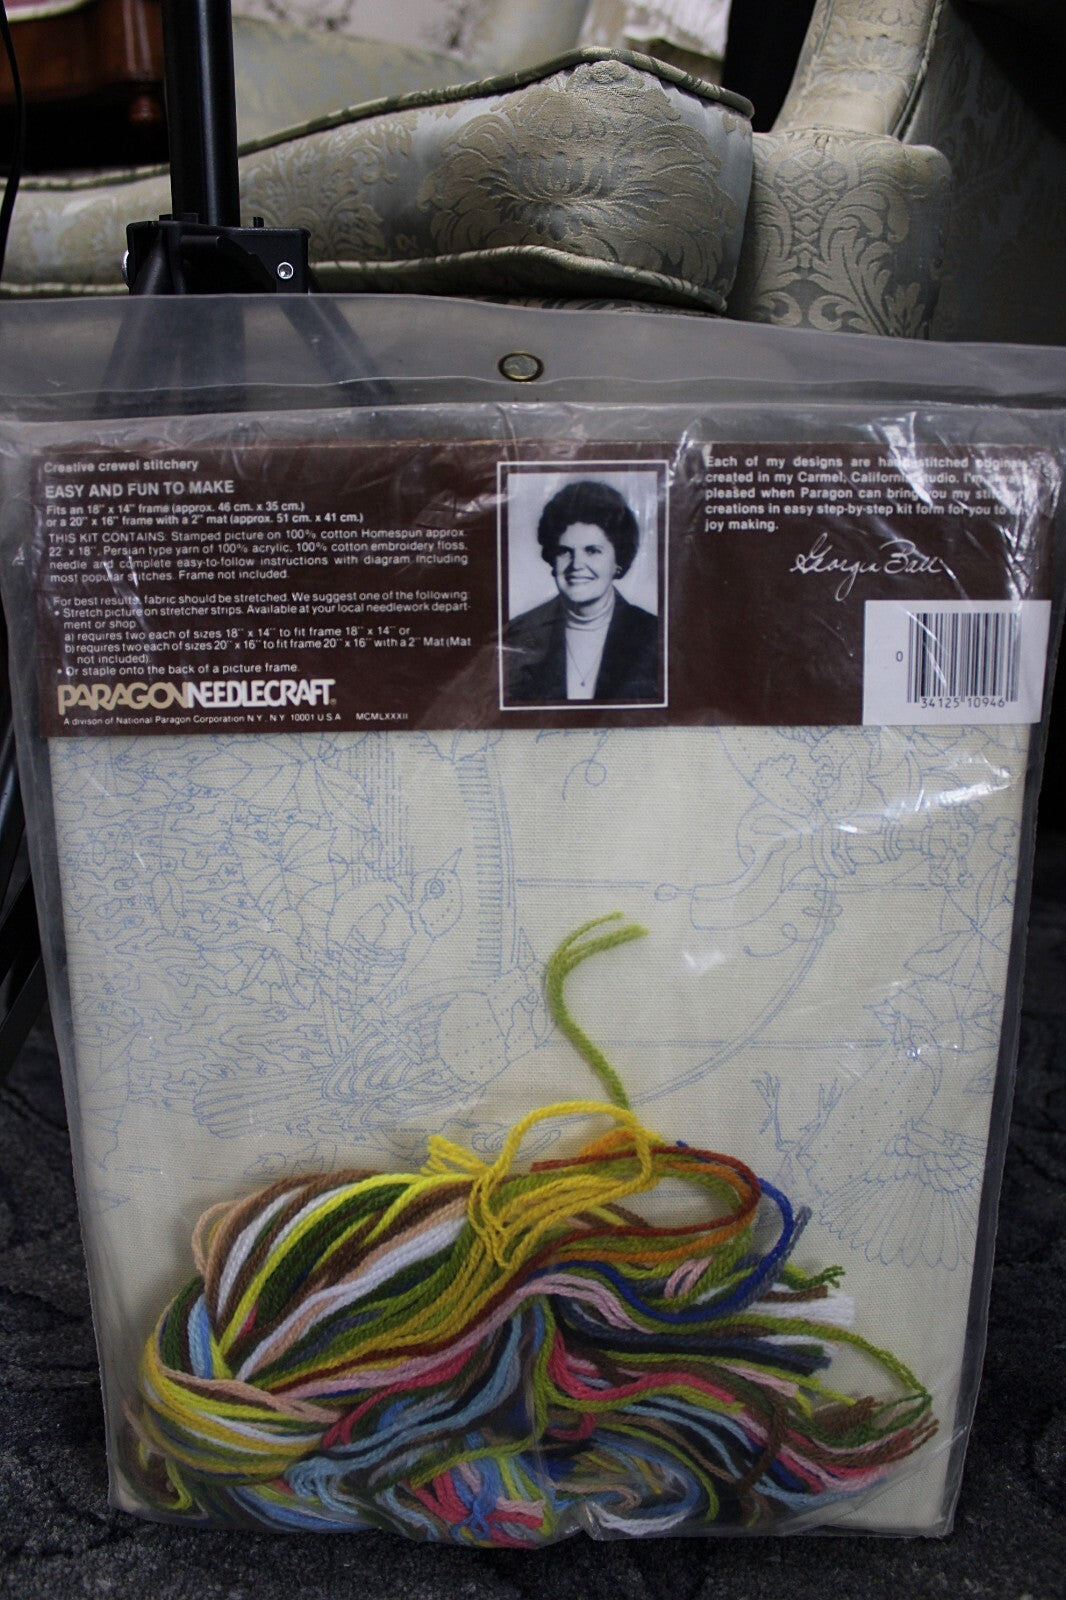 Creative crewel stitchery
EASY AND FUN TO MAKE
Fits an 18" x 14" frame (approx. 46 cm. x 35 cm.)
or a 20" x 16" frame with a 2" mat (approx. 51 cm. x 41 cm.)
THIS KIT CONTAINS: Stamped picture on 100% cotton Homespun approx.
22" x 18". Persian type yarn of 100% acrylic, 100% cotton embroidery floss,
needle and complete easy-to-follow instructions with diagram including
most popular stitches. Frame not included.
For best results, fabric should be stretched. We suggest one of the following:
• Stretch picture on stretcher strips. Available at your local needlework depart-
ment or shop.
a) requires two each of sizes 18" x 14" to fit frame 18" x 14" or
b) requires two each of sizes 20" x 16" to fit frame 20" x 16" with a 2" Mat (Mat
not included).
• Or staple onto the back of a picture frame.
PARAGON NEEDLECRAFT®
A division of National Paragon Corporation N.Y., N.Y. 10001 U.S.A. MCMLXXXII
Each of my designs are hand stitched originals
created in my Carmel, California studio. I'm
pleased when Paragon can bring you my stitch
creations in easy step-by-step kit form for you to
joy making.
Georgia Ball
0 34125 10946